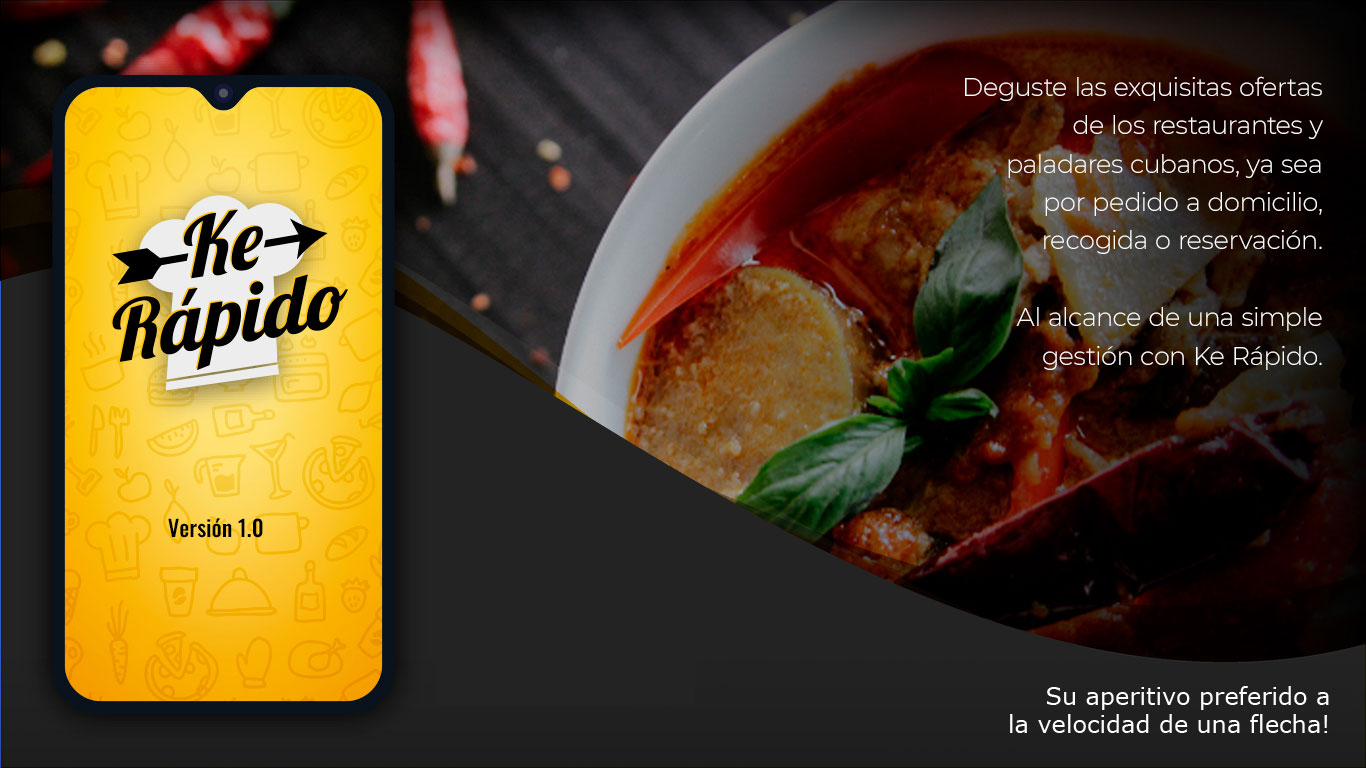 Ke
Rápido
Versión 1.0
Deguste las exquisitas ofertas
de los restaurantes y
paladares cubanos, ya sea
por pedido a domicilio,
recogida o reservación.
Al alcance de una simple
gestión con Ke Rápido.
Su aperitivo preferido a
la velocidad de una flecha!